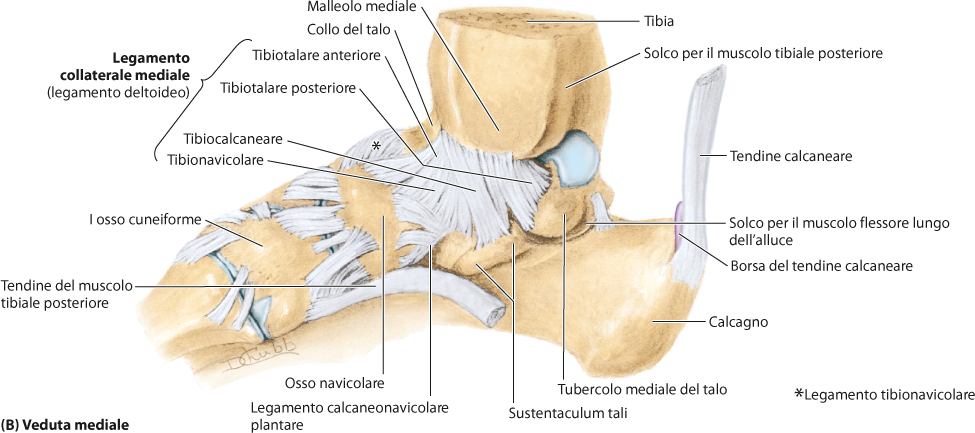 Malleolo mediale
Collo del talo
Tibiotalare anteriore
Tibiotalare posteriore
Tibiocalcaneare
Tibionavicolare
Legamento
collaterale mediale
(legamento deltoideo)
*
Tibia
Solco per il muscolo tibiale posteriore
Tendine calcaneare
Solco per il muscolo flessore lungo
dell'alluce
Borsa del tendine calcaneare
Calcagno
I osso cuneiforme
Tendine del muscolo
tibiale posteriore
Osso navicolare
Legamento calcaneonavicolare
plantare
Sustentaculum tali
Tubercolo mediale del talo
*Legamento tibionavicolare
(B) Veduta mediale